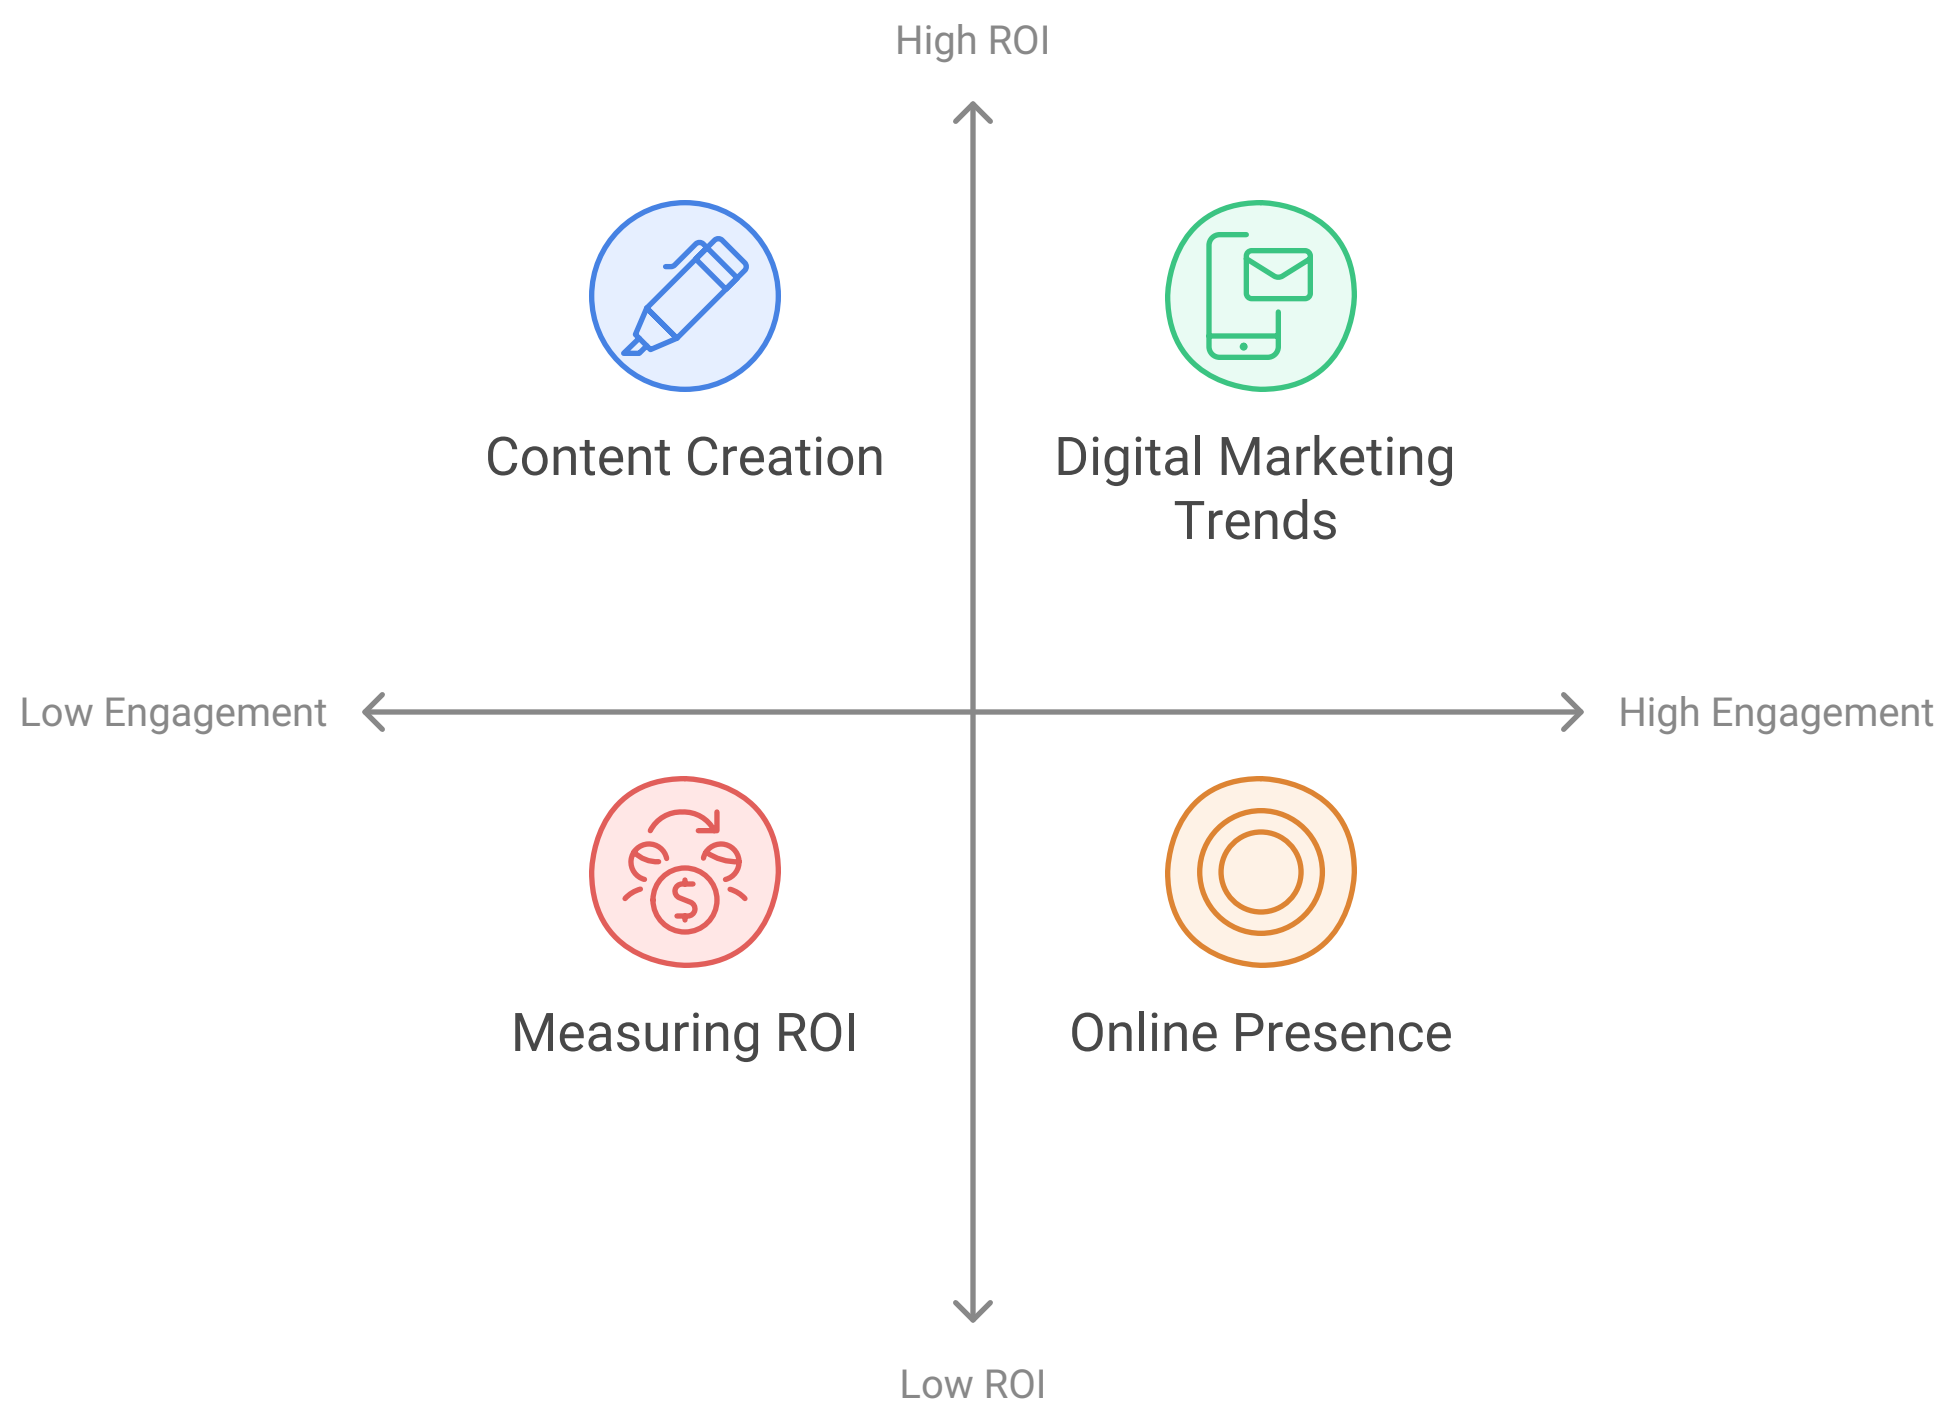 High ROI
Content Creation
Digital Marketing
Trends
Low Engagement
High Engagement
$
Measuring ROI
Online Presence
Low ROI